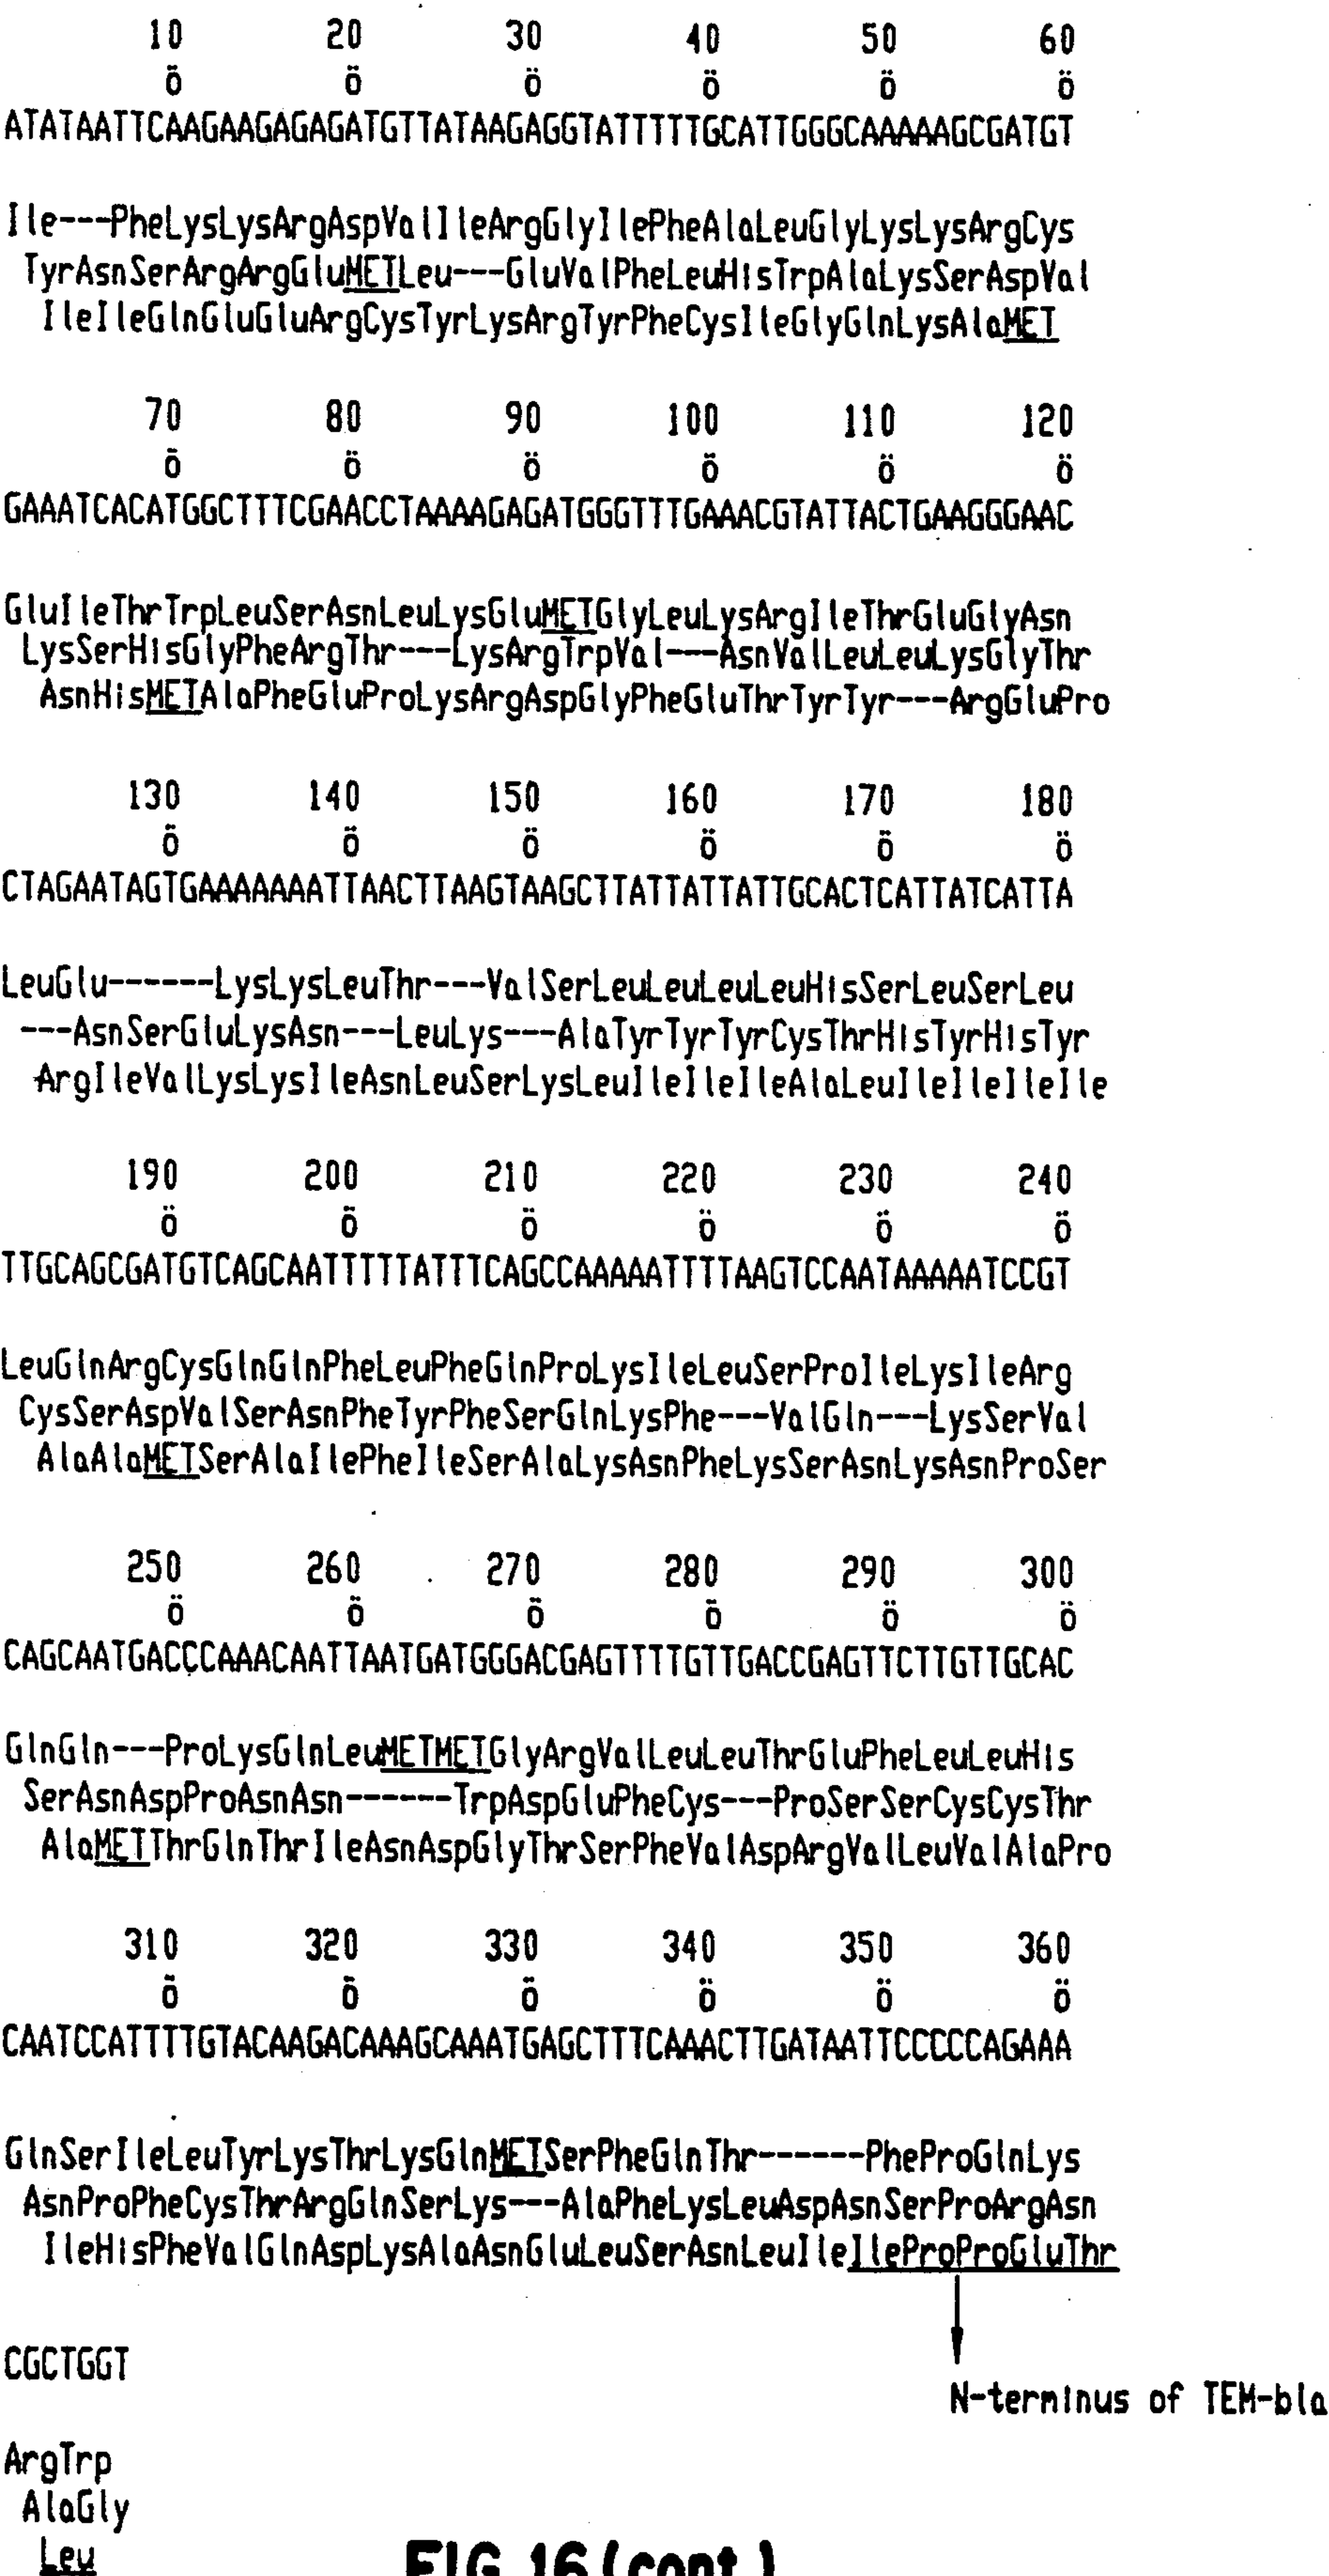 10 20 30 40 50 60
ö ö ö ö ö ö
ATATAATTCAAGAAGAGAGATGTTATAAGAGGTATTTTTGCATTGGGCAAAAAGCGATGT
Ile---PheLysLysArgAspValIleArgGlyIlePheAlaLeuGlyLysLysArgCys
TyrAsnSerArgArgGluMETLeu---GluValPheLeuHisTrpAlaLysSerAspVal
IleIleGlnGluGluArgCysTyrLysArgTyrPheCysIleGlyGlnLysAlaMET
70 80 90 100 110 120
ö ö ö ö ö ö
GAAATCACATGGCTTTCGAACCTAAAAGAGATGGGTTTGAAACGTATTACTGAAGGGAAC
GluIleThrTrpLeuSerAsnLeuLysGluMETGlyLeuLysArgIleThrGluGlyAsn
LysSerHisGlyPheArgThr---LysArgTrpVal---AsnValLeuLeuLysGlyThr
AsnHisMETAlaPheGluProLysArgAspGlyPheGluThrTyrTyr---ArgGluPro
130 140 150 160 170 180
ö ö ö ö ö ö
CTAGAATAGTGAAAAAAATTAACTTAAGTAAGCTTATTATTATTGCACTCATTATCATTA
LeuGlu------LysLysLeuThr---ValSerLeuLeuLeuLeuHisSerLeuSerLeu
---AsnSerGluLysAsn---LeuLys---AlaTyrTyrTyrCysThrHisTyrHisTyr
ArgIleValLysLysIleAsnLeuSerLysLeuIleIleIleAlaLeuIleIleIleIle
190 200 210 220 230 240
ö ö ö ö ö ö
TTGCAGCGATGTCAGCAATTTTTATTTCAGCCAAAAATTTTAAGTCCAATAAAAATCCGT
LeuGlnArgCysGlnGlnPheLeuPheGlnProLysIleLeuSerProIleLysIleArg
CysSerAspValSerAsnPheTyrPheSerGlnLysPhe---ValGln---LysSerVal
AlaAlaMETSerAlaIlePheIleSerAlaLysAsnPheLysSerAsnLysAsnProSer
250 260 270 280 290 300
ö ö ö ö ö ö
CAGCAATGACCCAAACAATTAATGATGGGACGAGTTTTGTTGACCGAGTTCTTGTTGCAC
GlnGln---ProLysGlnLeuMETMETGlyArgValLeuLeuThrGluPheLeuLeuHis
SerAsnAspProAsnAsn------TrpAspGluPheCys---ProSerSerCysCysThr
AlaMETThrGlnThrIleAsnAspGlyThrSerPheValAspArgValLeuValAlaPro
310 320 330 340 350 360
ö ö ö ö ö ö
CAATCCATTTTGTACAAGACAAAGCAAATGAGCTTTCAAACTTGATAATTCCCCCAGAAA
GlnSerIleLeuTyrLysThrLysGlnMETSerPheGlnThr------PheProGlnLys
AsnProPheCysThrArgGlnSerLys---AlaPheLysLeuAspAsnSerProArgAsn
IleHisPheValGlnAspLysAlaAsnGluLeuSerAsnLeuIleIleProProGluThr
CGCTGGT
N-terminus of TEM-bla
ArgTrp
AlaGly
Leu
FIG. 16 (cont.)